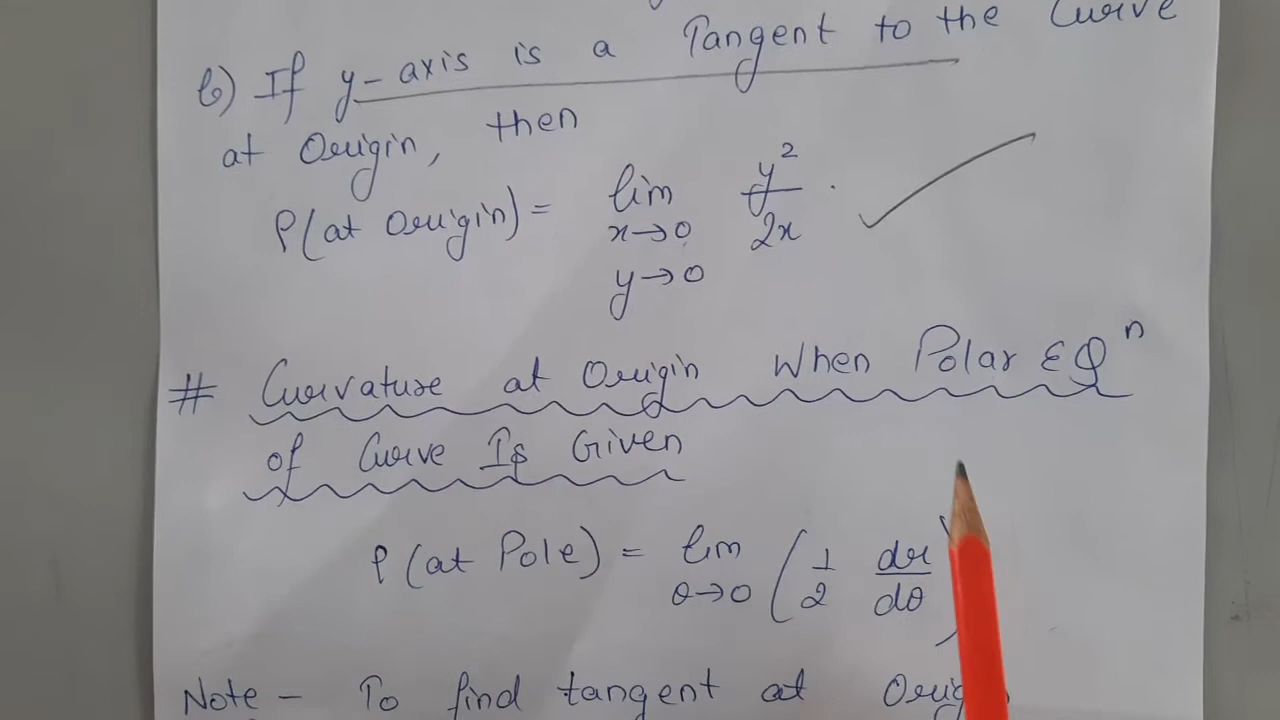 b) If y-axis is a Tangent to the Curve
at Origin, then
ρ(at Origin) = lim x→0 y→0 y²/2x .
# Curvature at Origin When Polar EQⁿ
of Curve Is Given
ρ(at Pole) = lim θ→0 (1/2 dr/dθ)
Note - To find tangent at